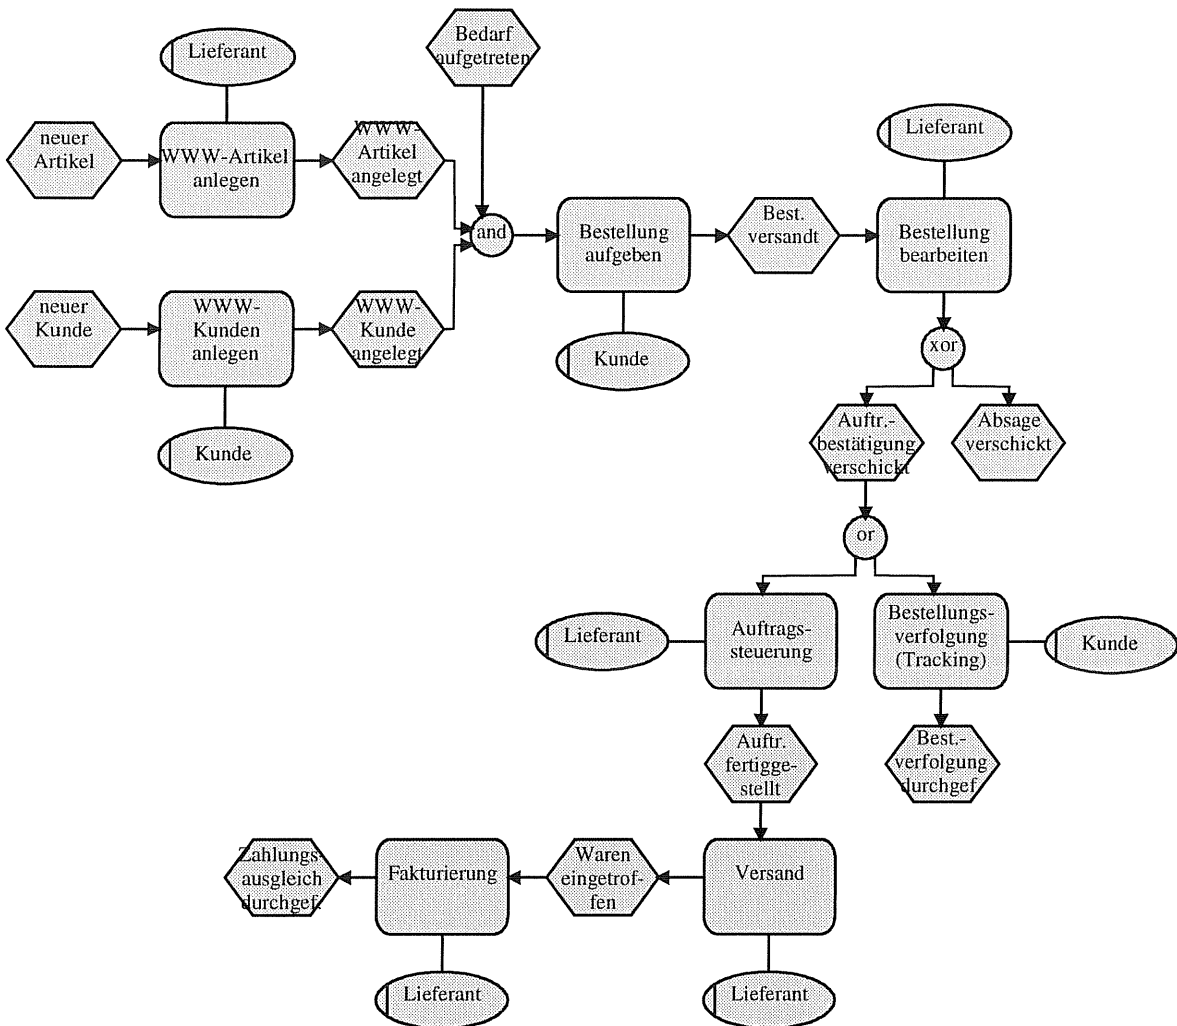 Lieferant
Bedarf
aufgetreten
neuer
Artikel
WWW-Artikel
anlegen
WWW-
Artikel
angelegt
Lieferant
and
Bestellung
aufgeben
Best.
versandt
Bestellung
bearbeiten
neuer
Kunde
WWW-
Kunden
anlegen
WWW-
Kunde
angelegt
Kunde
Kunde
xor
Auftr.-
bestätigung
verschickt
Absage
verschickt
or
Lieferant
Auftrags-
steuerung
Bestellungs-
verfolgung
(Tracking)
Kunde
Auftr.
fertigge-
stellt
Best.-
verfolgung
durchgef.
Zahlungs-
ausgleich
durchgef.
Fakturierung
Waren
eingetrof-
fen
Versand
Lieferant
Lieferant